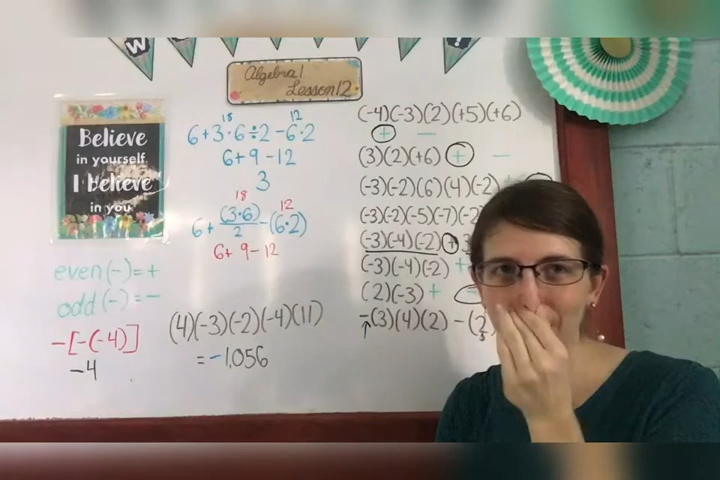 Algebra 1
Lesson 12
Believe
in yourself.
I believe
in you.
even (-) = +
odd (-) = -
-[-(-4)]
-4
18 12
6+3·6÷2-6·2
6+9-12
3
18 12
6+(3·6)/2-(6·2)
6+9-12
(4)(-3)(-2)(-4)(11)
= -1,056
(-4)(-3)(2)(+5)(+6)
+ -
(3)(2)(+6) + -
(-3)(-2)(6)(4)(-2) +
(-3)(-2)(-5)(-7)(-2
(-3)(-4)(-2) +
(-3)(-4)(-2) +
(2)(-3) + -
-(3)(4)(2) -(2